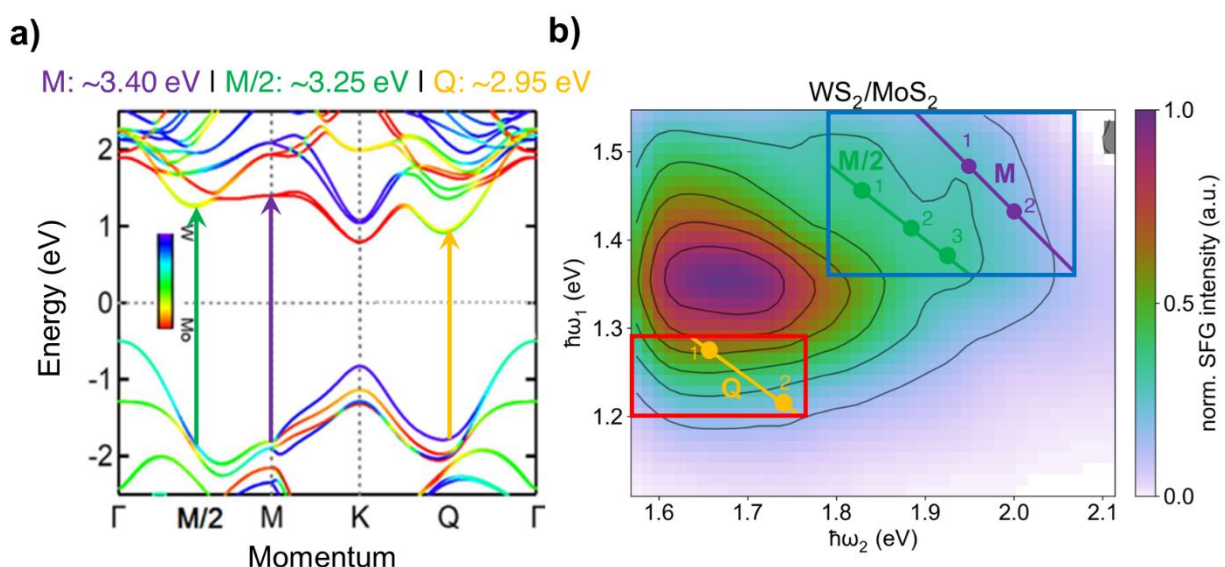 a)
M: ~3.40 eV | M/2: ~3.25 eV | Q: ~2.95 eV
Energy (eV)
2
1
0
-1
-2
W
Mo
Γ M/2 M K Q Γ
Momentum
b)
WS₂/MoS₂
ħω₁ (eV)
1.5
1.4
1.3
1.2
M/2
1
2
3
M
1
2
Q
1
2
1.6 1.7 1.8 1.9 2.0 2.1
ħω₂ (eV)
1.0
0.5
0.0
norm. SFG intensity (a.u.)